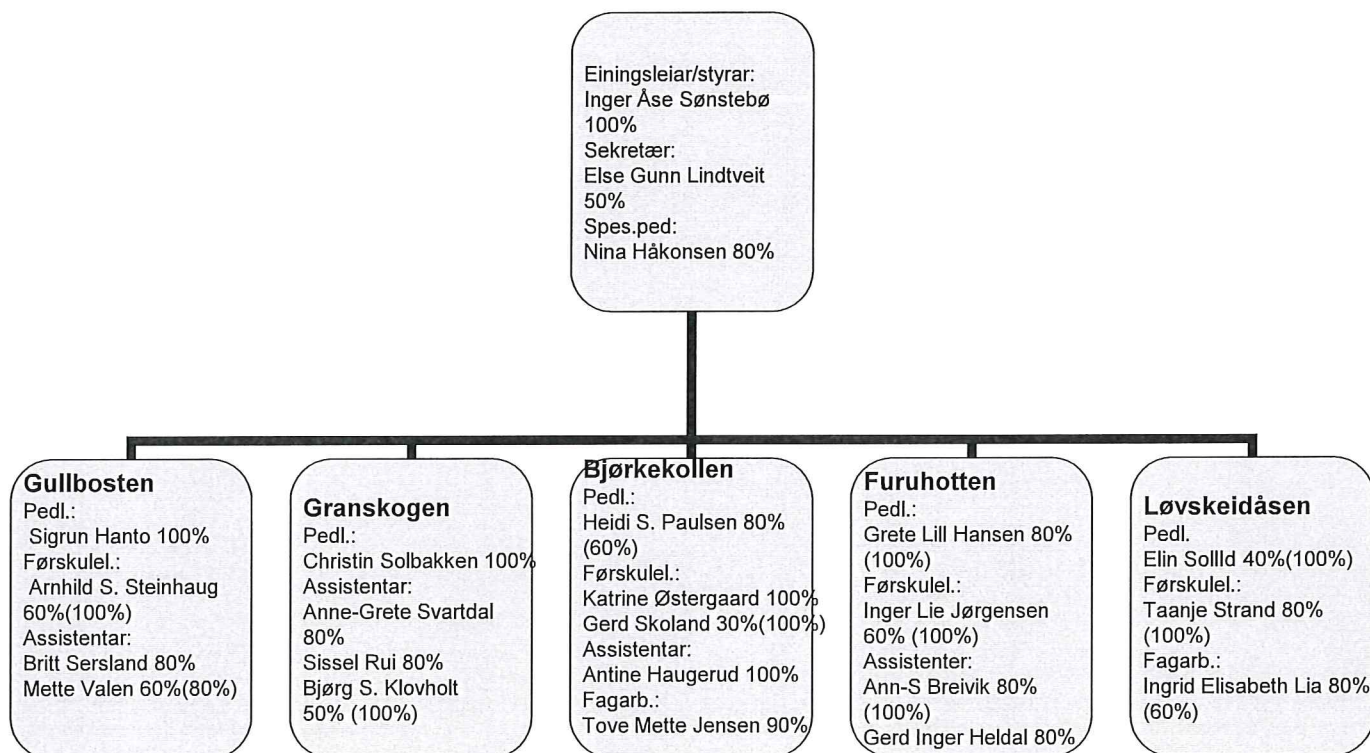 Einingsleiar/styrar:
Inger Åse Sønstebø
100%
Sekretær:
Else Gunn Lindtveit
50%
Spes.ped:
Nina Håkonsen 80%
Gullbosten
Pedl.:
Sigrun Hanto 100%
Førskulel.:
Arnhild S. Steinhaug
60%(100%)
Assistentar:
Britt Sersland 80%
Mette Valen 60%(80%)
Granskogen
Pedl.:
Christin Solbakken 100%
Assistentar:
Anne-Grete Svartdal
80%
Sissel Rui 80%
Bjørg S. Klovholt
50% (100%)
Bjørkekollen
Pedl.:
Heidi S. Paulsen 80%
(60%)
Førskulel.:
Katrine Østergaard 100%
Gerd Skoland 30%(100%)
Assistentar:
Antine Haugerud 100%
Fagarb.:
Tove Mette Jensen 90%
Furuhotten
Pedl.:
Grete Lill Hansen 80%
(100%)
Førskulel.:
Inger Lie Jørgensen
60% (100%)
Assistenter:
Ann-S Breivik 80%
(100%)
Gerd Inger Heldal 80%
Løvskeidåsen
Pedl.
Elin Sollld 40%(100%)
Førskulel.:
Taanje Strand 80%
(100%)
Fagarb.:
Ingrid Elisabeth Lia 80%
(60%)